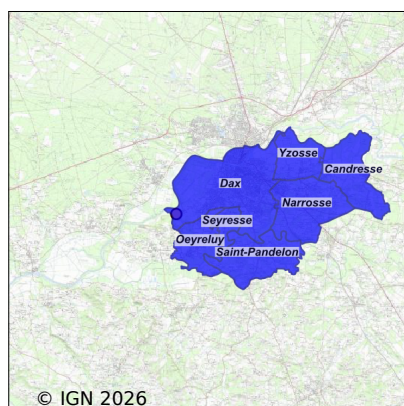 Yzosse
Candresse
Dax
Narrosse
Seyresse
Oeyreluy
Saint-Pandelon
© IGN 2026